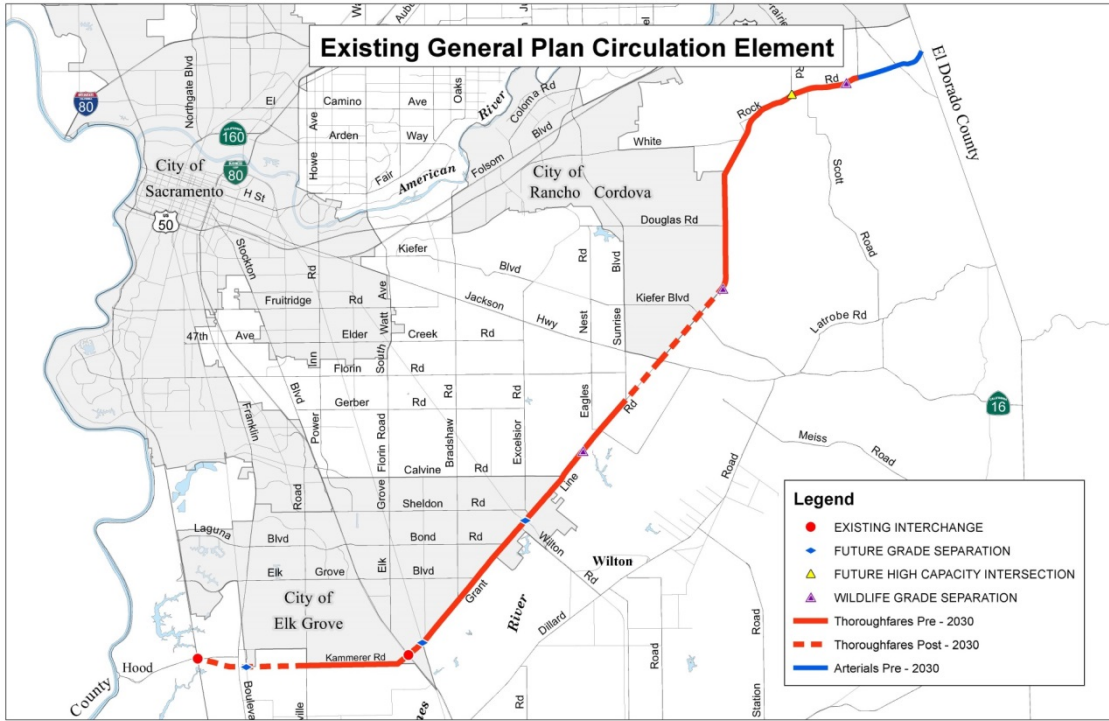 Existing General Plan Circulation Element
Northgate Blvd
80
El
Camino
Ave
Oaks
Arden
Way
Howe
Ave
160
80
City of
Sacramento
H St
50
Fair
American
River
Coloma Rd
Folsom
Blvd
White
Rock
Rd
Rd
El Dorado County
City of
Rancho Cordova
Scott
Road
Douglas Rd
Kiefer
Blvd
Jackson
Hwy
Rd
Nest
Eagles
Blvd
Sunrise
Kiefer Blvd
Latrobe Rd
Stockton
Blvd
Rd
Inn
Power
Fruitridge
Rd
47th
Ave
Elder
Creek
Rd
Ave
Watt
South
Florin
Rd
Gerber
Rd
Franklin
Road
Florin Road
Grove
Elk
Rd
Bradshaw
Rd
Excelsior
Calvine
Rd
Sheldon
Rd
Laguna
Blvd
Bond
Rd
Elk
Grove
Blvd
City of
Elk Grove
Grant
Line
Rd
Wilton
Rd
Wilton
River
Dillard
Road
Meiss
Road
16
Hood
Kammerer Rd
County
Rd
Road
Road
Station
Legend
EXISTING INTERCHANGE
FUTURE GRADE SEPARATION
FUTURE HIGH CAPACITY INTERSECTION
WILDLIFE GRADE SEPARATION
Thoroughfares Pre - 2030
Thoroughfares Post - 2030
Arterials Pre - 2030